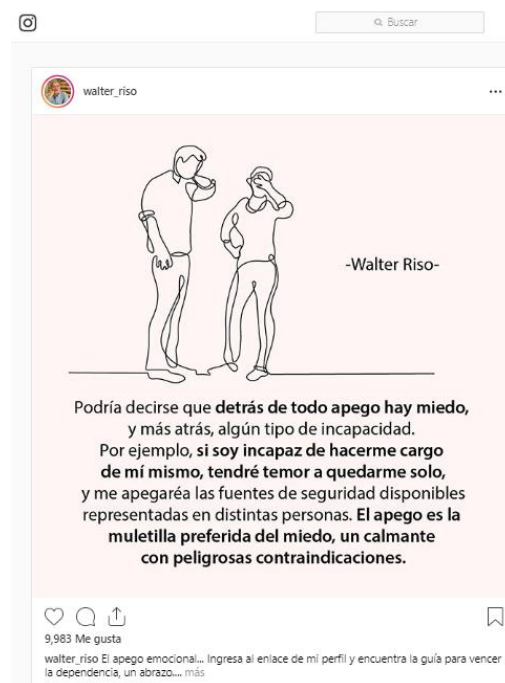 Buscar
walter_riso
-Walter Riso-
Podría decirse que detrás de todo apego hay miedo,
y más atrás, algún tipo de incapacidad.
Por ejemplo, si soy incapaz de hacerme cargo
de mí mismo, tendré temor a quedarme solo,
y me apegaréa las fuentes de seguridad disponibles
representadas en distintas personas. El apego es la
muletilla preferida del miedo, un calmante
con peligrosas contraindicaciones.
9,983 Me gusta
walter_riso El apego emocional... Ingresa al enlace de mi perfil y encuentra la guía para vencer
la dependencia, un abrazo.... más